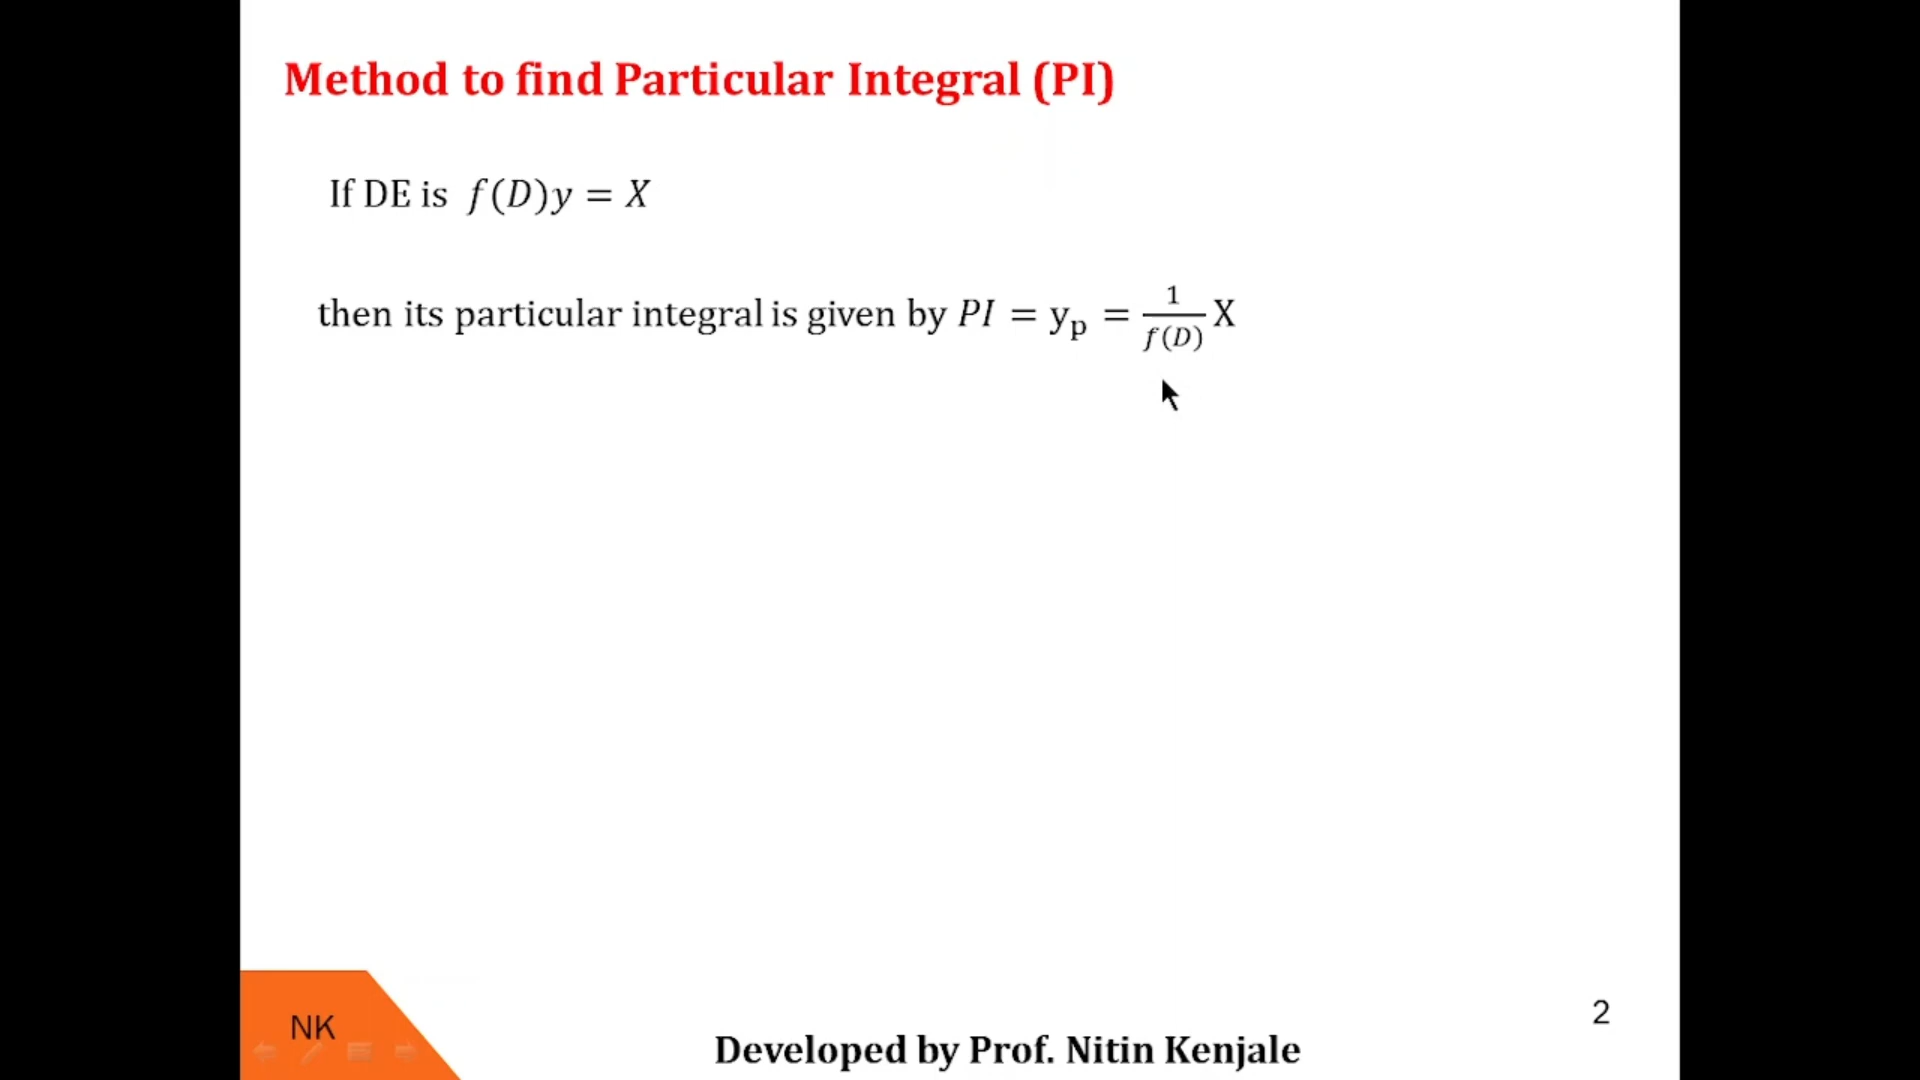 Method to find Particular Integral (PI)
If DE is f(D)y = X
then its particular integral is given by PI = yₚ = 1/f(D) X
NK
2
Developed by Prof. Nitin Kenjale